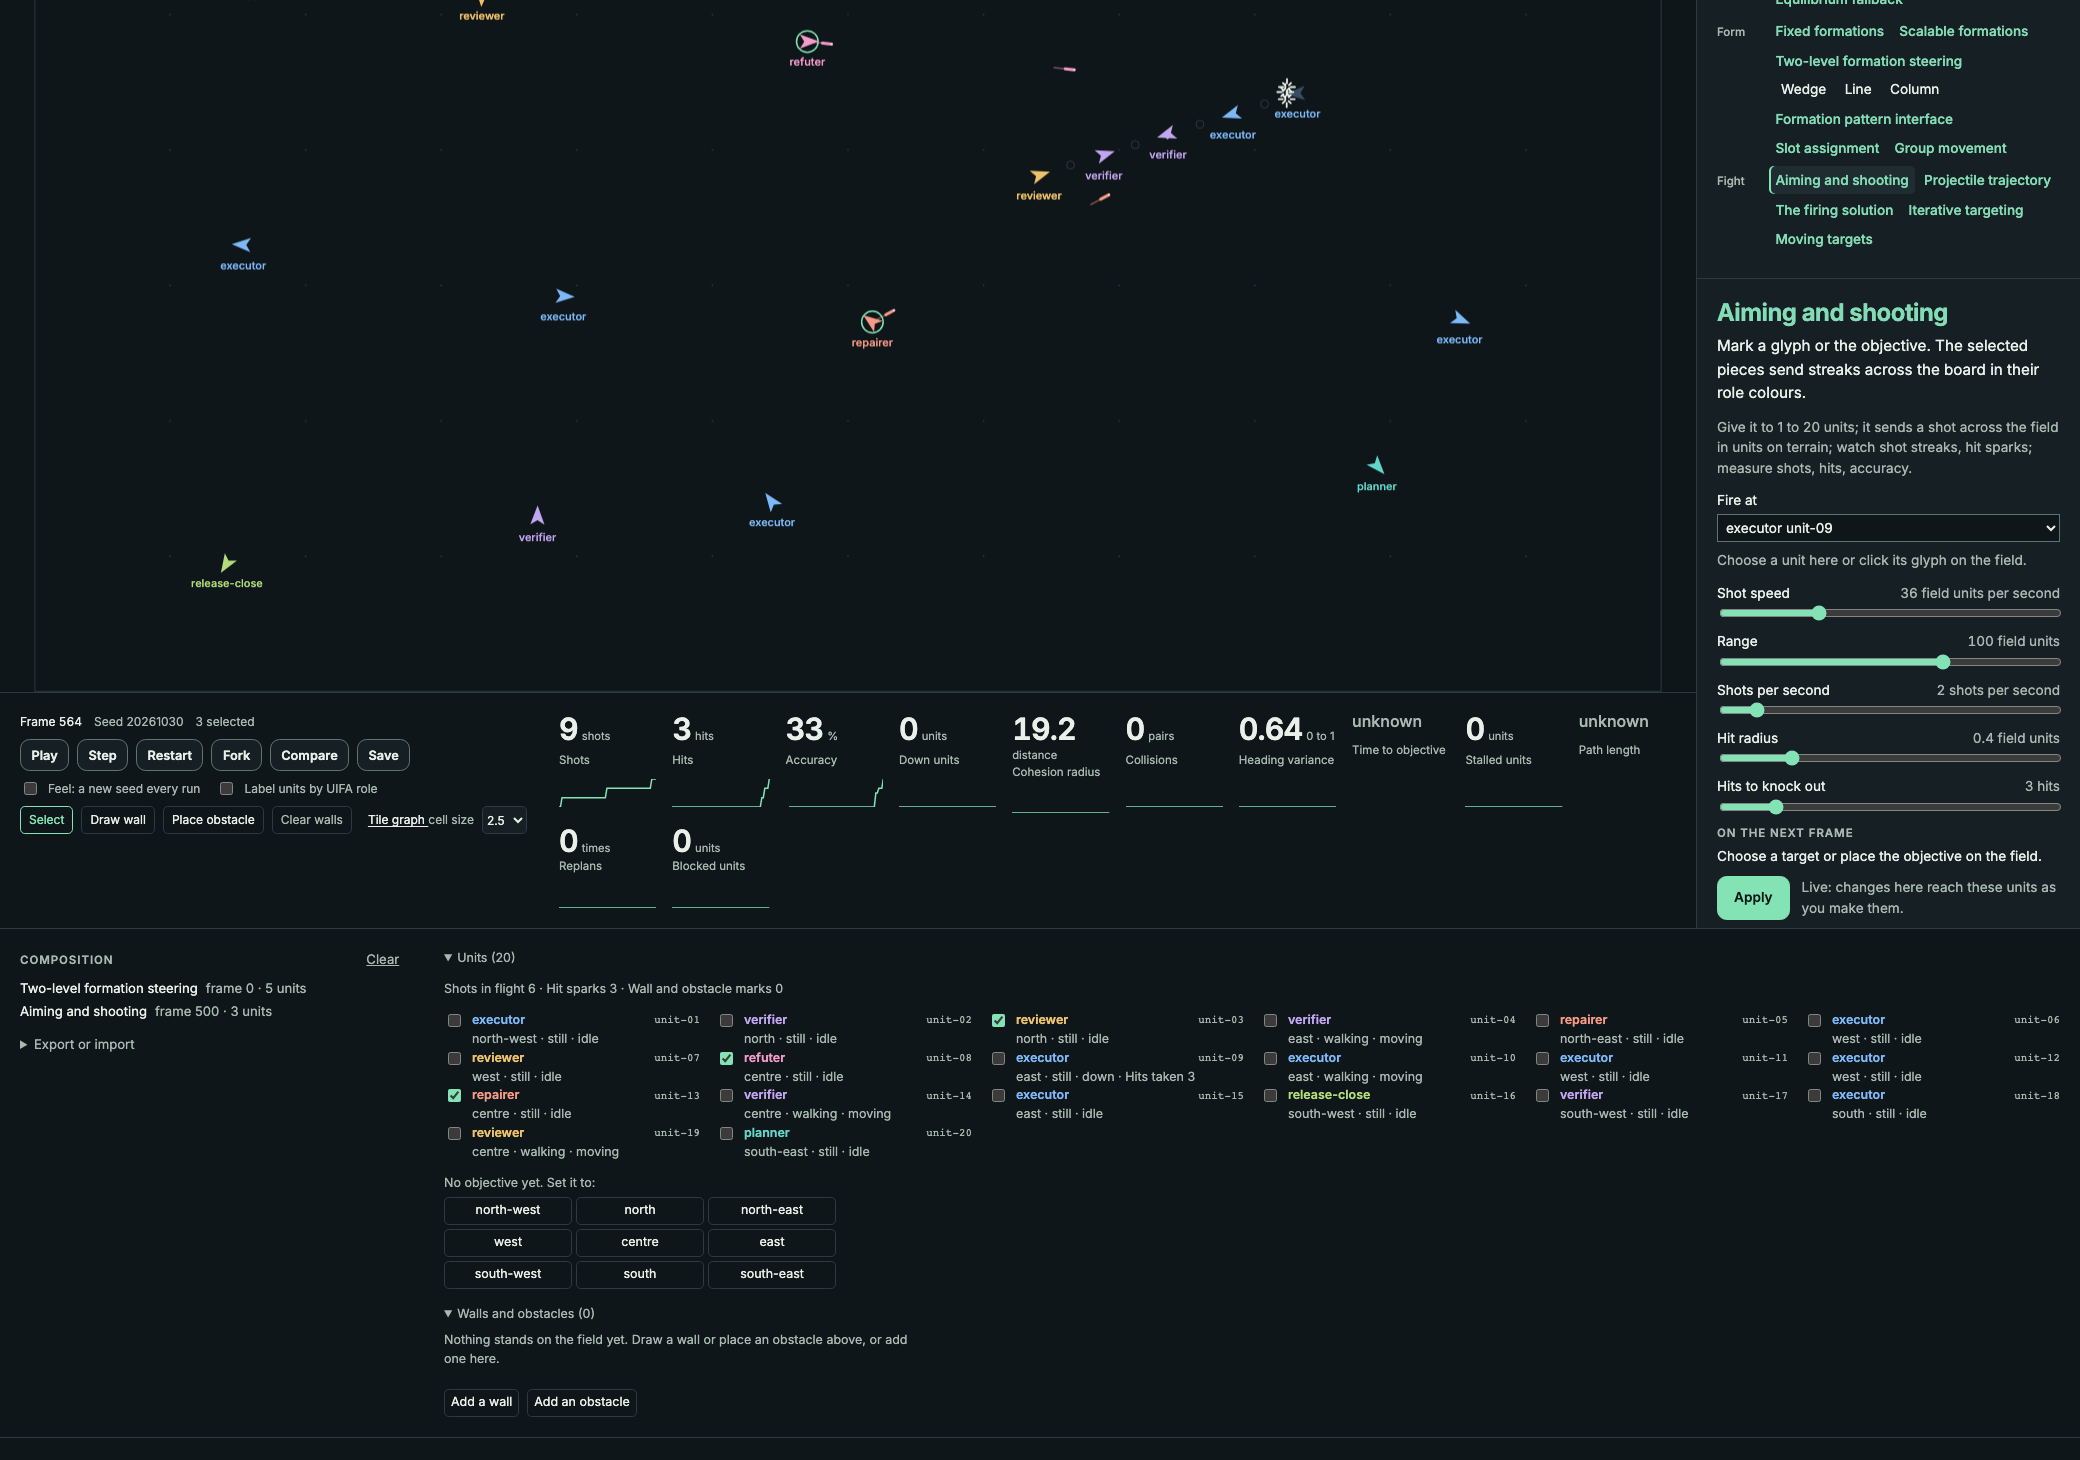 reviewer
refuter
executor
executor
verifier
verifier
reviewer
executor
executor
repairer
executor
planner
executor
verifier
release-close
Equilibrium fallback
Form
Fixed formations
Scalable formations
Two-level formation steering
Wedge Line Column
Formation pattern interface
Slot assignment
Group movement
Fight
Aiming and shooting
Projectile trajectory
The firing solution
Iterative targeting
Moving targets
Aiming and shooting
Mark a glyph or the objective. The selected
pieces send streaks across the board in their
role colours.
Give it to 1 to 20 units; it sends a shot across the field
in units on terrain; watch shot streaks, hit sparks;
measure shots, hits, accuracy.
Fire at
executor unit-09
Choose a unit here or click its glyph on the field.
Shot speed 36 field units per second
Range 100 field units
Shots per second 2 shots per second
Hit radius 0.4 field units
Hits to knock out 3 hits
ON THE NEXT FRAME
Choose a target or place the objective on the field.
Apply
Live: changes here reach these units as
you make them.
Frame 564 Seed 20261030 3 selected
Play Step Restart Fork Compare Save
Feel: a new seed every run
Label units by UIFA role
Select Draw wall Place obstacle Clear walls Tile graph cell size 2.5
9 shots
Shots
3 hits
Hits
33 %
Accuracy
0 units
Down units
19.2
distance
Cohesion radius
0 pairs
Collisions
0.64 0 to 1
Heading variance
unknown
Time to objective
0 units
Stalled units
unknown
Path length
0 times
Replans
0 units
Blocked units
COMPOSITION Clear
Two-level formation steering frame 0 · 5 units
Aiming and shooting frame 500 · 3 units
▶ Export or import
▼ Units (20)
Shots in flight 6 · Hit sparks 3 · Wall and obstacle marks 0
executor unit-01
north-west · still · idle
verifier unit-02
north · still · idle
reviewer unit-03
north · still · idle
verifier unit-04
east · walking · moving
repairer unit-05
north-east · still · idle
executor unit-06
west · still · idle
reviewer unit-07
west · still · idle
refuter unit-08
centre · still · idle
executor unit-09
east · still · down · Hits taken 3
executor unit-10
east · walking · moving
executor unit-11
west · still · idle
executor unit-12
west · still · idle
repairer unit-13
centre · still · idle
verifier unit-14
centre · walking · moving
executor unit-15
east · still · idle
release-close unit-16
south-west · still · idle
verifier unit-17
south-west · still · idle
executor unit-18
south · still · idle
reviewer unit-19
centre · walking · moving
planner unit-20
south-east · still · idle
No objective yet. Set it to:
north-west north north-east
west centre east
south-west south south-east
▼ Walls and obstacles (0)
Nothing stands on the field yet. Draw a wall or place an obstacle above, or add
one here.
Add a wall Add an obstacle